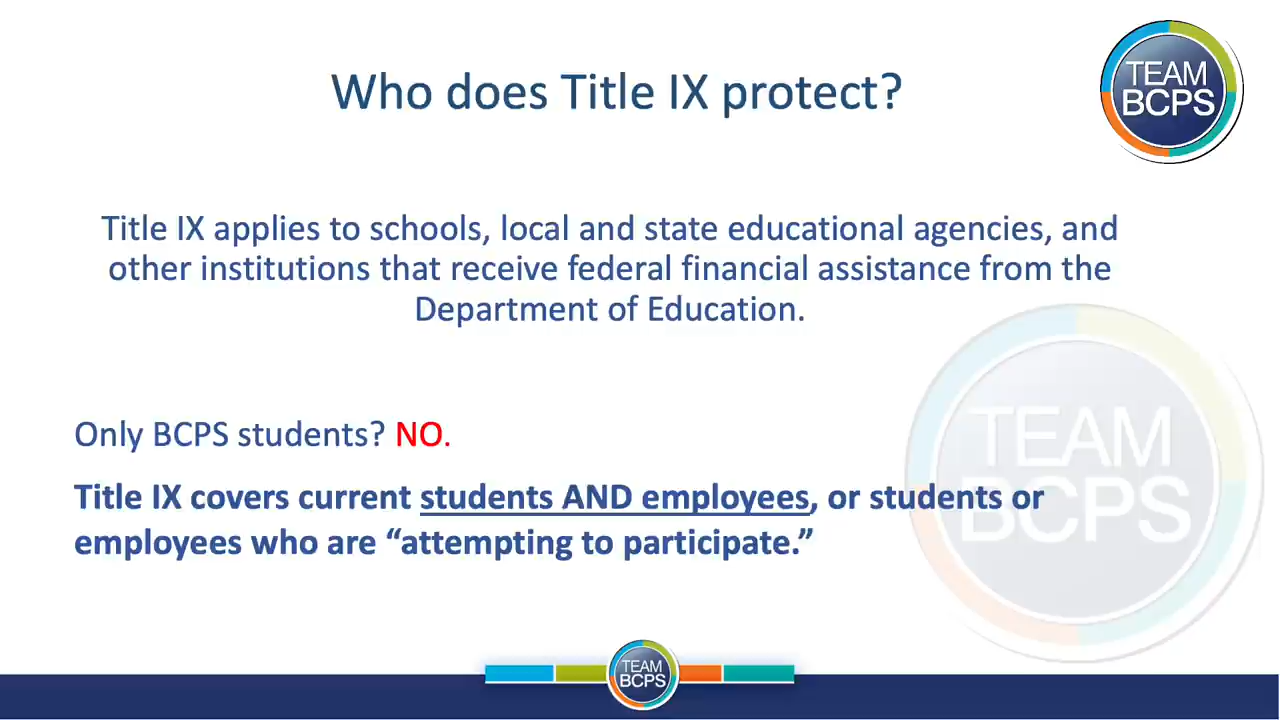 Who does Title IX protect?
TEAM
BCPS
Title IX applies to schools, local and state educational agencies, and
other institutions that receive federal financial assistance from the
Department of Education.
Only BCPS students? NO.
Title IX covers current students AND employees, or students or
employees who are “attempting to participate.”
TEAM
BCPS
TEAM
BCPS